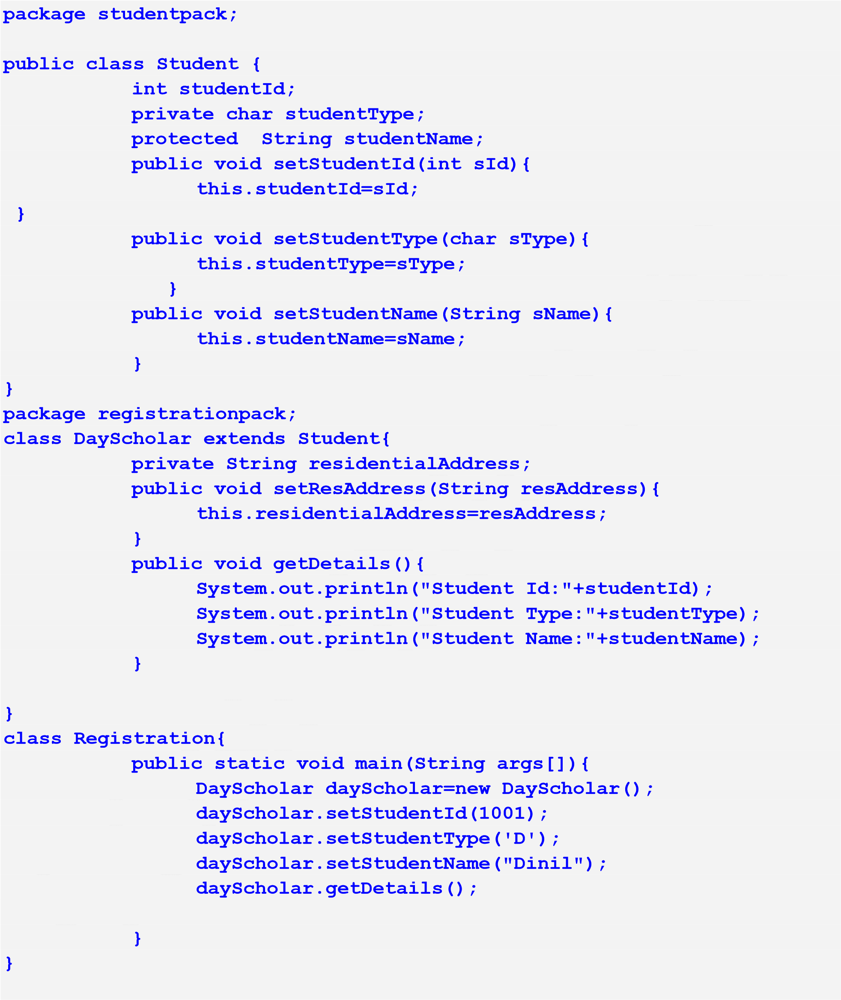 package studentpack;
public class Student {
int studentId;
private char studentType;
protected  String studentName;
public void setStudentId(int sId){
this.studentId=sId;
}
public void setStudentType(char sType){
this.studentType=sType;
}
public void setStudentName(String sName){
this.studentName=sName;
}
}
package registrationpack;
class DayScholar extends Student{
private String residentialAddress;
public void setResAddress(String resAddress){
this.residentialAddress=resAddress;
}
public void getDetails(){
System.out.println("Student Id:"+studentId);
System.out.println("Student Type:"+studentType);
System.out.println("Student Name:"+studentName);
}
}
class Registration{
public static void main(String args[]){
DayScholar dayScholar=new DayScholar();
dayScholar.setStudentId(1001);
dayScholar.setStudentType('D');
dayScholar.setStudentName("Dinil");
dayScholar.getDetails();
}
}